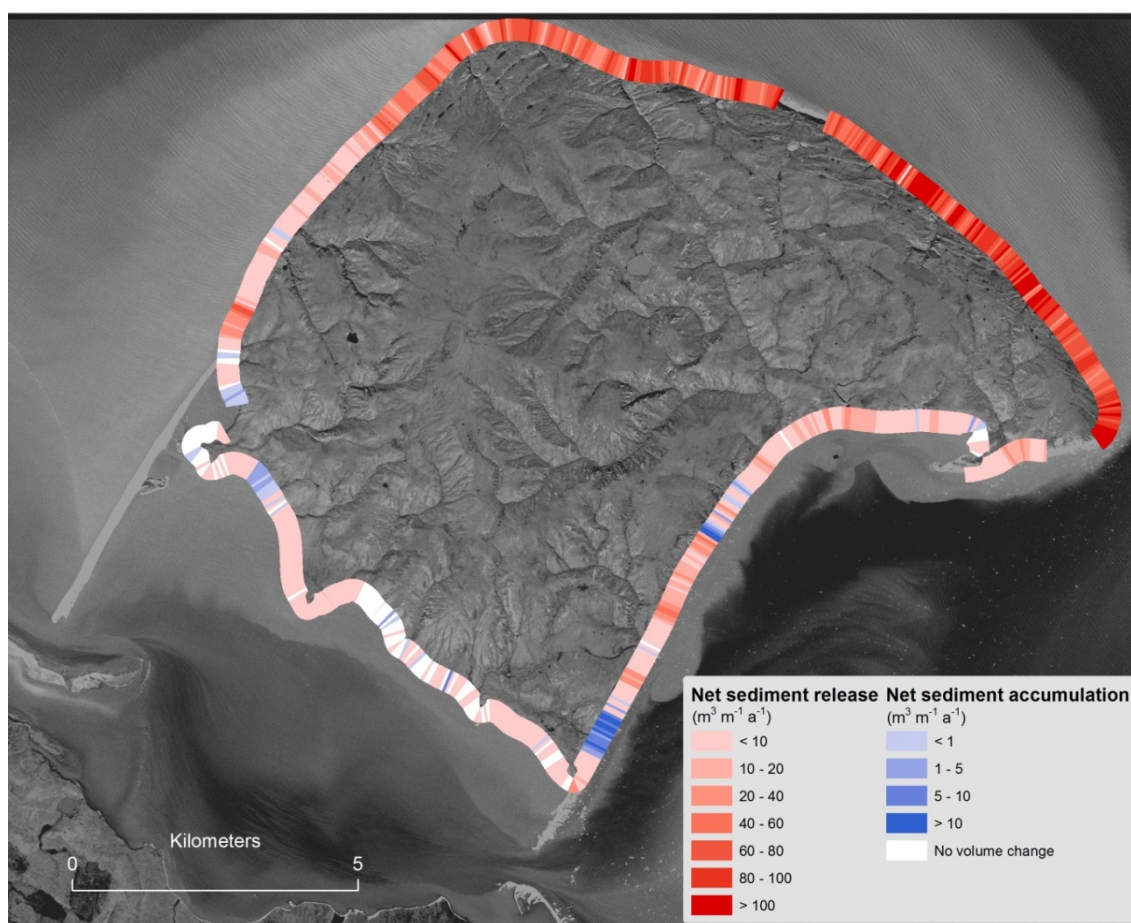 Net sediment release
(m³ m⁻¹ a⁻¹)
< 10
10 - 20
20 - 40
40 - 60
60 - 80
80 - 100
> 100
Net sediment accumulation
(m³ m⁻¹ a⁻¹)
< 1
1 - 5
5 - 10
> 10
No volume change
Kilometers
0 5